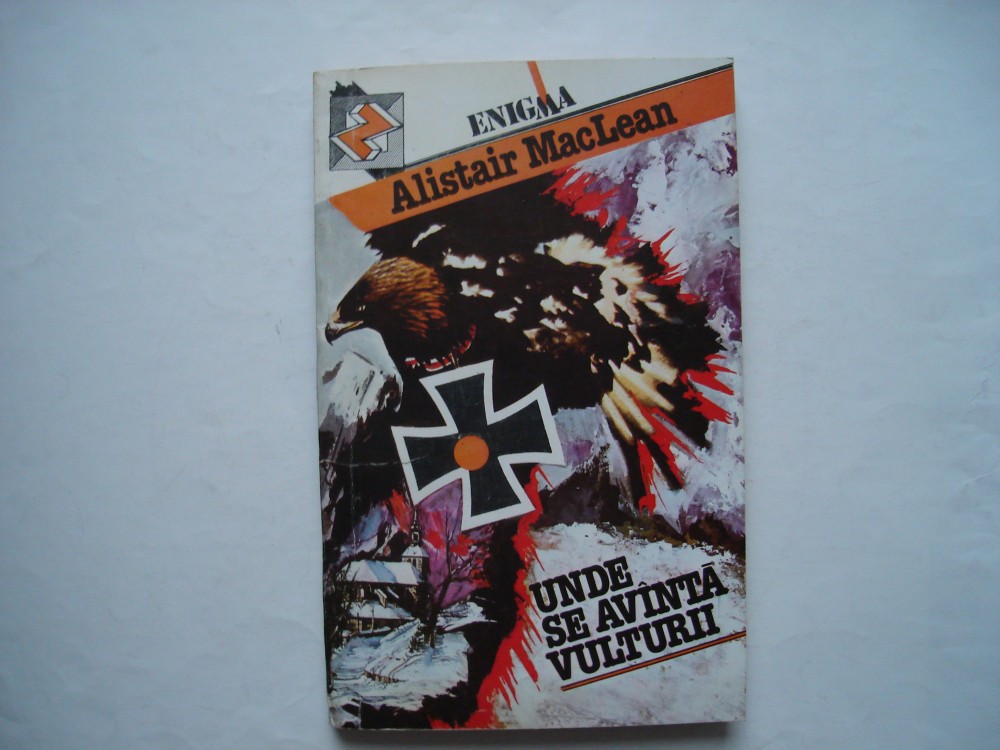 ENIGMA
Alistair MacLean
UNDE
SE AVÎNTĂ
VULTURII